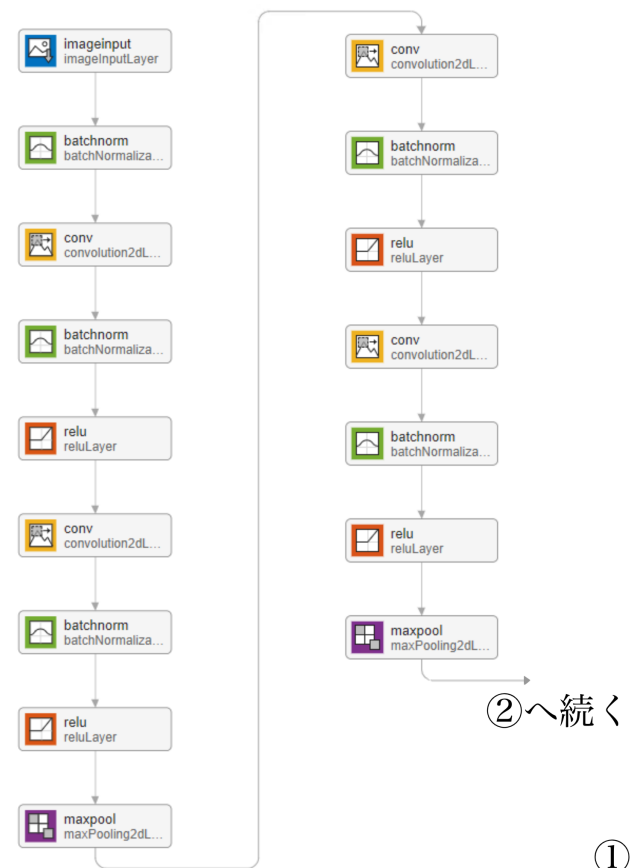 imageinput
imageInputLayer
batchnorm
batchNormaliza...
conv
convolution2dL...
batchnorm
batchNormaliza...
relu
reluLayer
conv
convolution2dL...
batchnorm
batchNormaliza...
relu
reluLayer
maxpool
maxPooling2dL...
conv
convolution2dL...
batchnorm
batchNormaliza...
relu
reluLayer
conv
convolution2dL...
batchnorm
batchNormaliza...
relu
reluLayer
maxpool
maxPooling2dL...
②へ続く
①